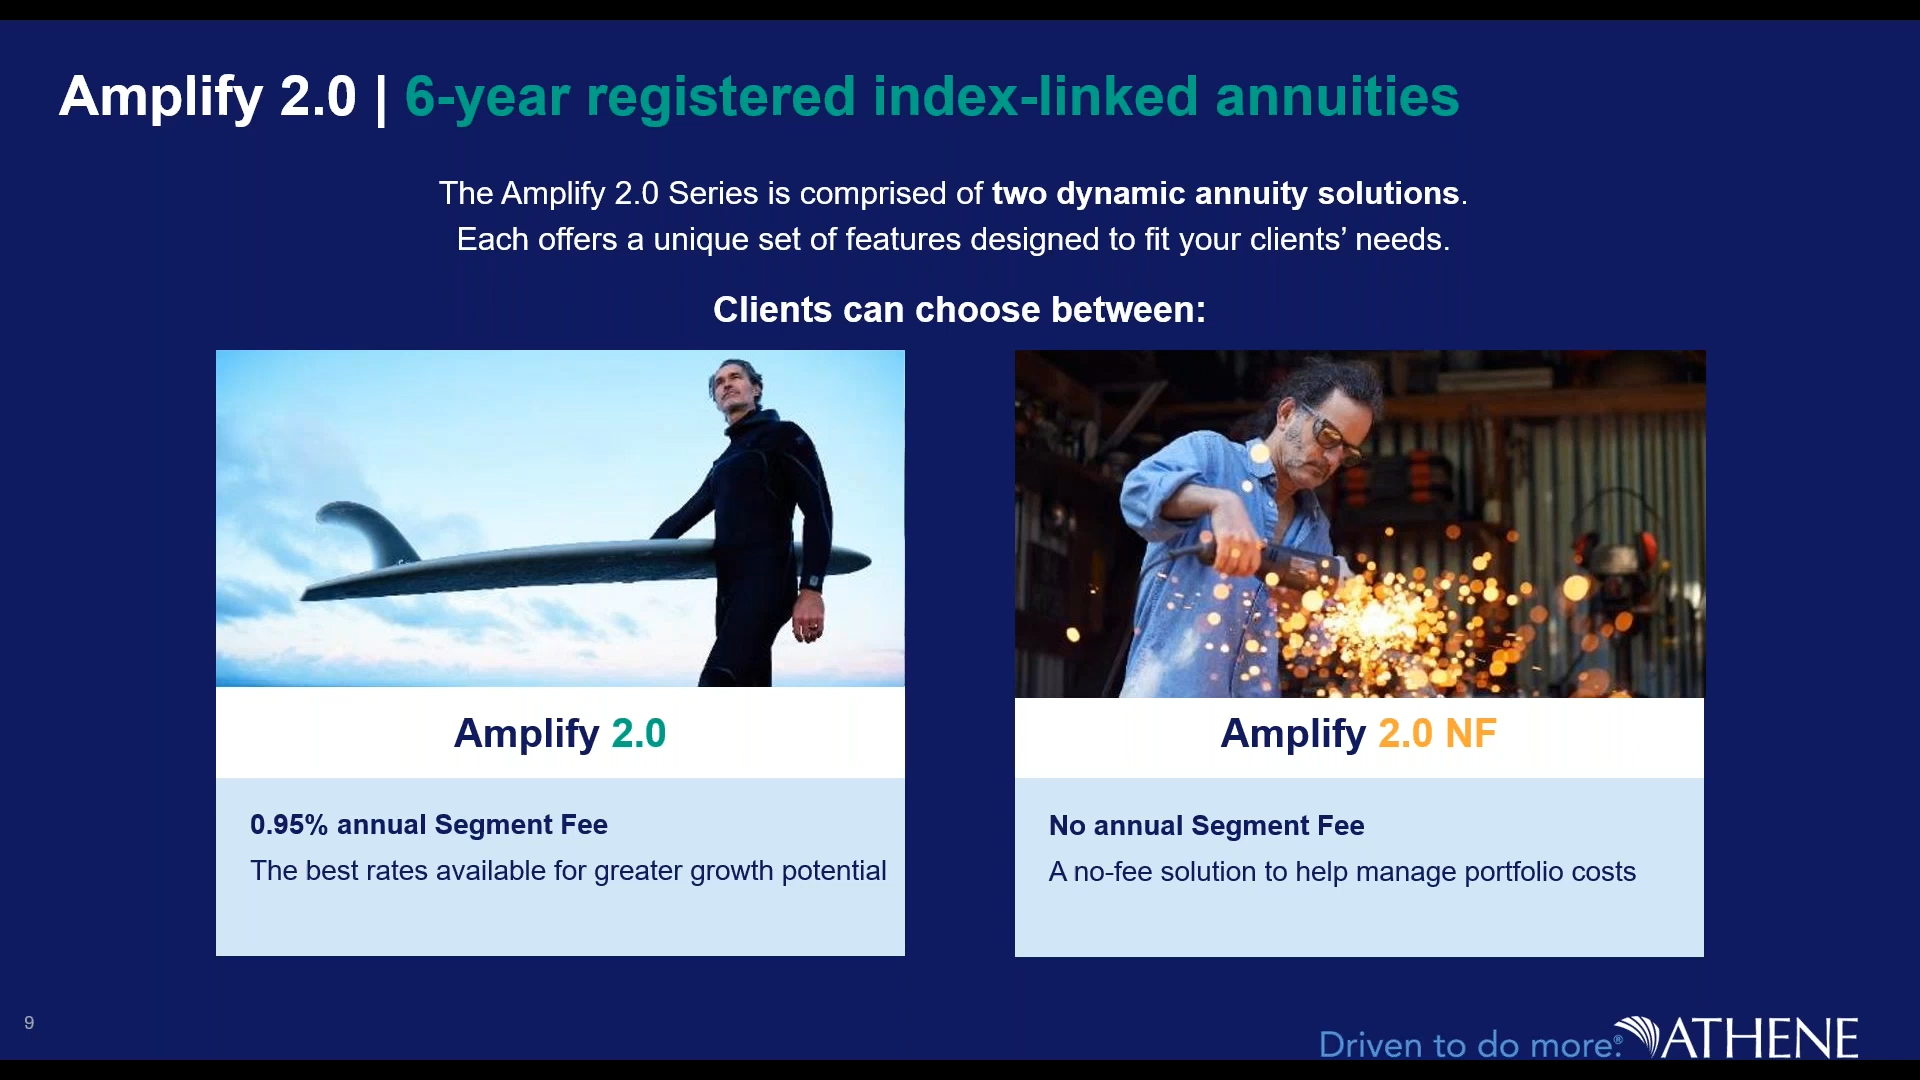 Amplify 2.0 | 6-year registered index-linked annuities
The Amplify 2.0 Series is comprised of two dynamic annuity solutions.
Each offers a unique set of features designed to fit your clients’ needs.
Clients can choose between:
Amplify 2.0
0.95% annual Segment Fee
The best rates available for greater growth potential
Amplify 2.0 NF
No annual Segment Fee
A no-fee solution to help manage portfolio costs
9
Driven to do more.® ATHENE